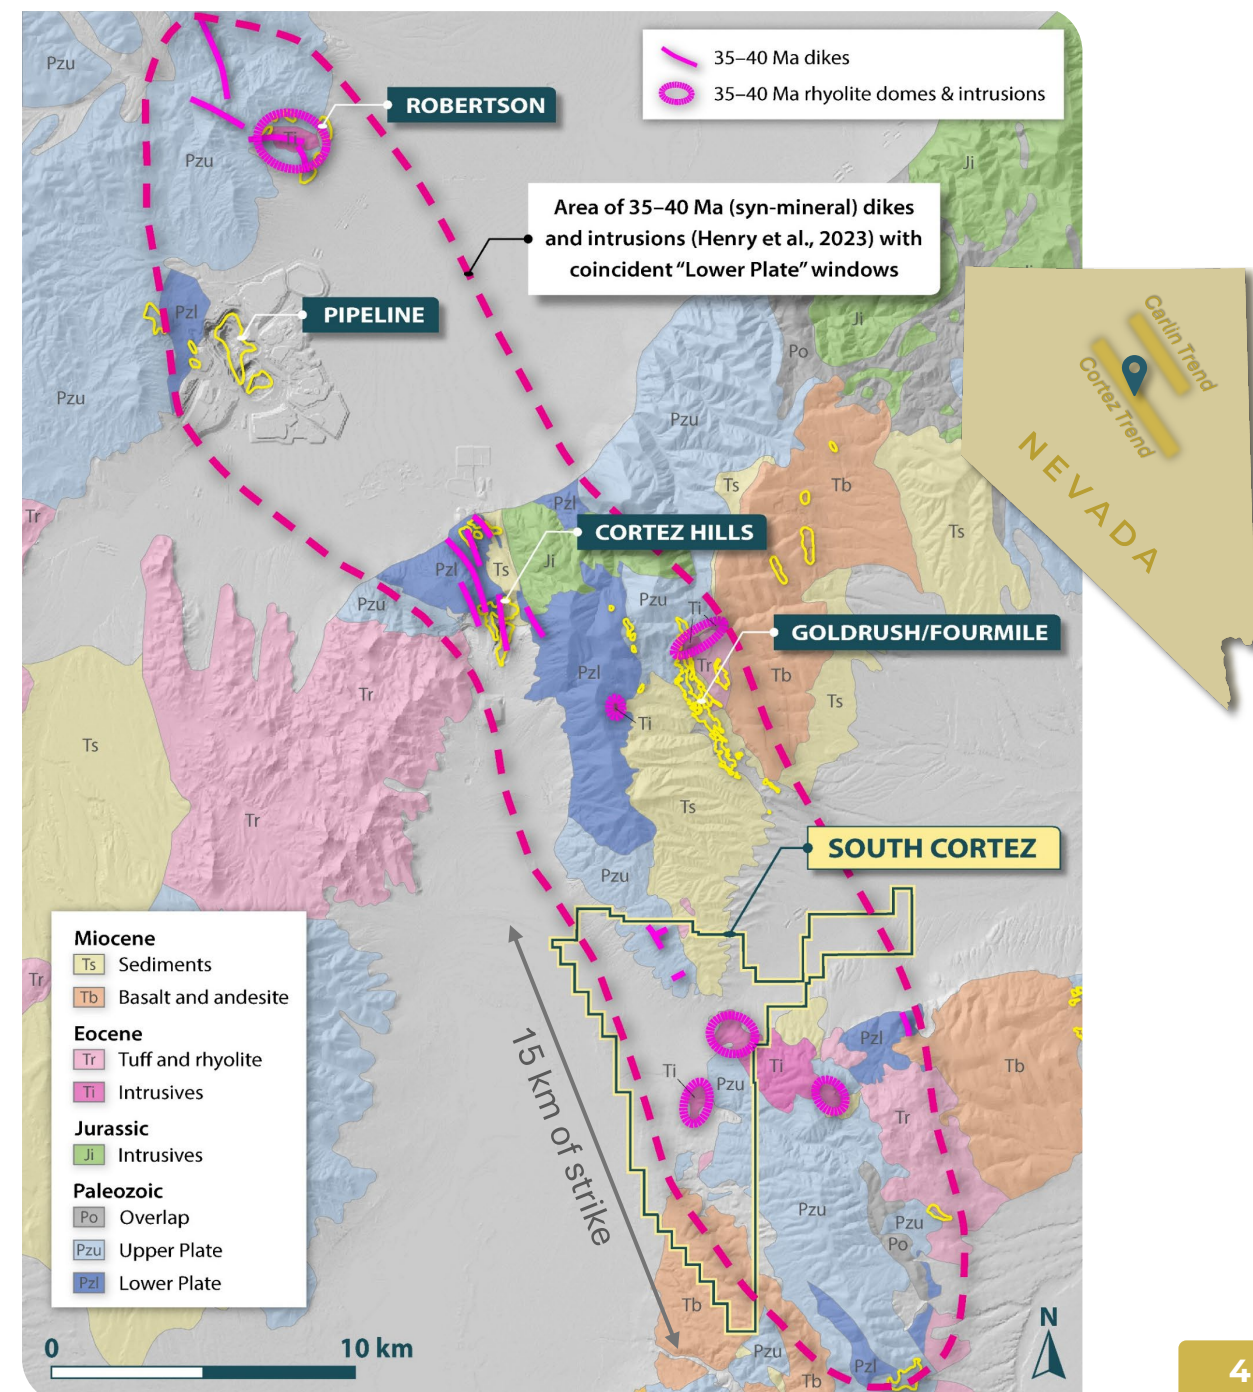 35–40 Ma dikes
35–40 Ma rhyolite domes & intrusions
Pzu
ROBERTSON
Ti
Pzu
Ji
Area of 35–40 Ma (syn-mineral) dikes
and intrusions (Henry et al., 2023) with
coincident “Lower Plate” windows
Ji
Pzl
PIPELINE
Ji
Po
Carlin Trend
Cortez Trend
NEVADA
Pzu
Pzu
Ts
Tb
Ts
Tr
Pzl
CORTEZ HILLS
Pzl
Ts
Ji
Pzu
Pzu
Ti
GOLDRUSH/FOURMILE
Tr
Pzl
Tr
Tb
Ts
Ts
Ti
Tr
Ts
SOUTH CORTEZ
Pzu
Miocene
Ts Sediments
Tb Basalt and andesite
Eocene
Tr Tuff and rhyolite
Ti Intrusives
Jurassic
Ji Intrusives
Paleozoic
Po Overlap
Pzu Upper Plate
Pzl Lower Plate
Tr
15 km of strike
Pzl
Ti
Pzu
Ti
Tb
Tr
Pzu
Pzu
Po
Tb
Pzu
Pzl
Tb
N
0 10 km
4